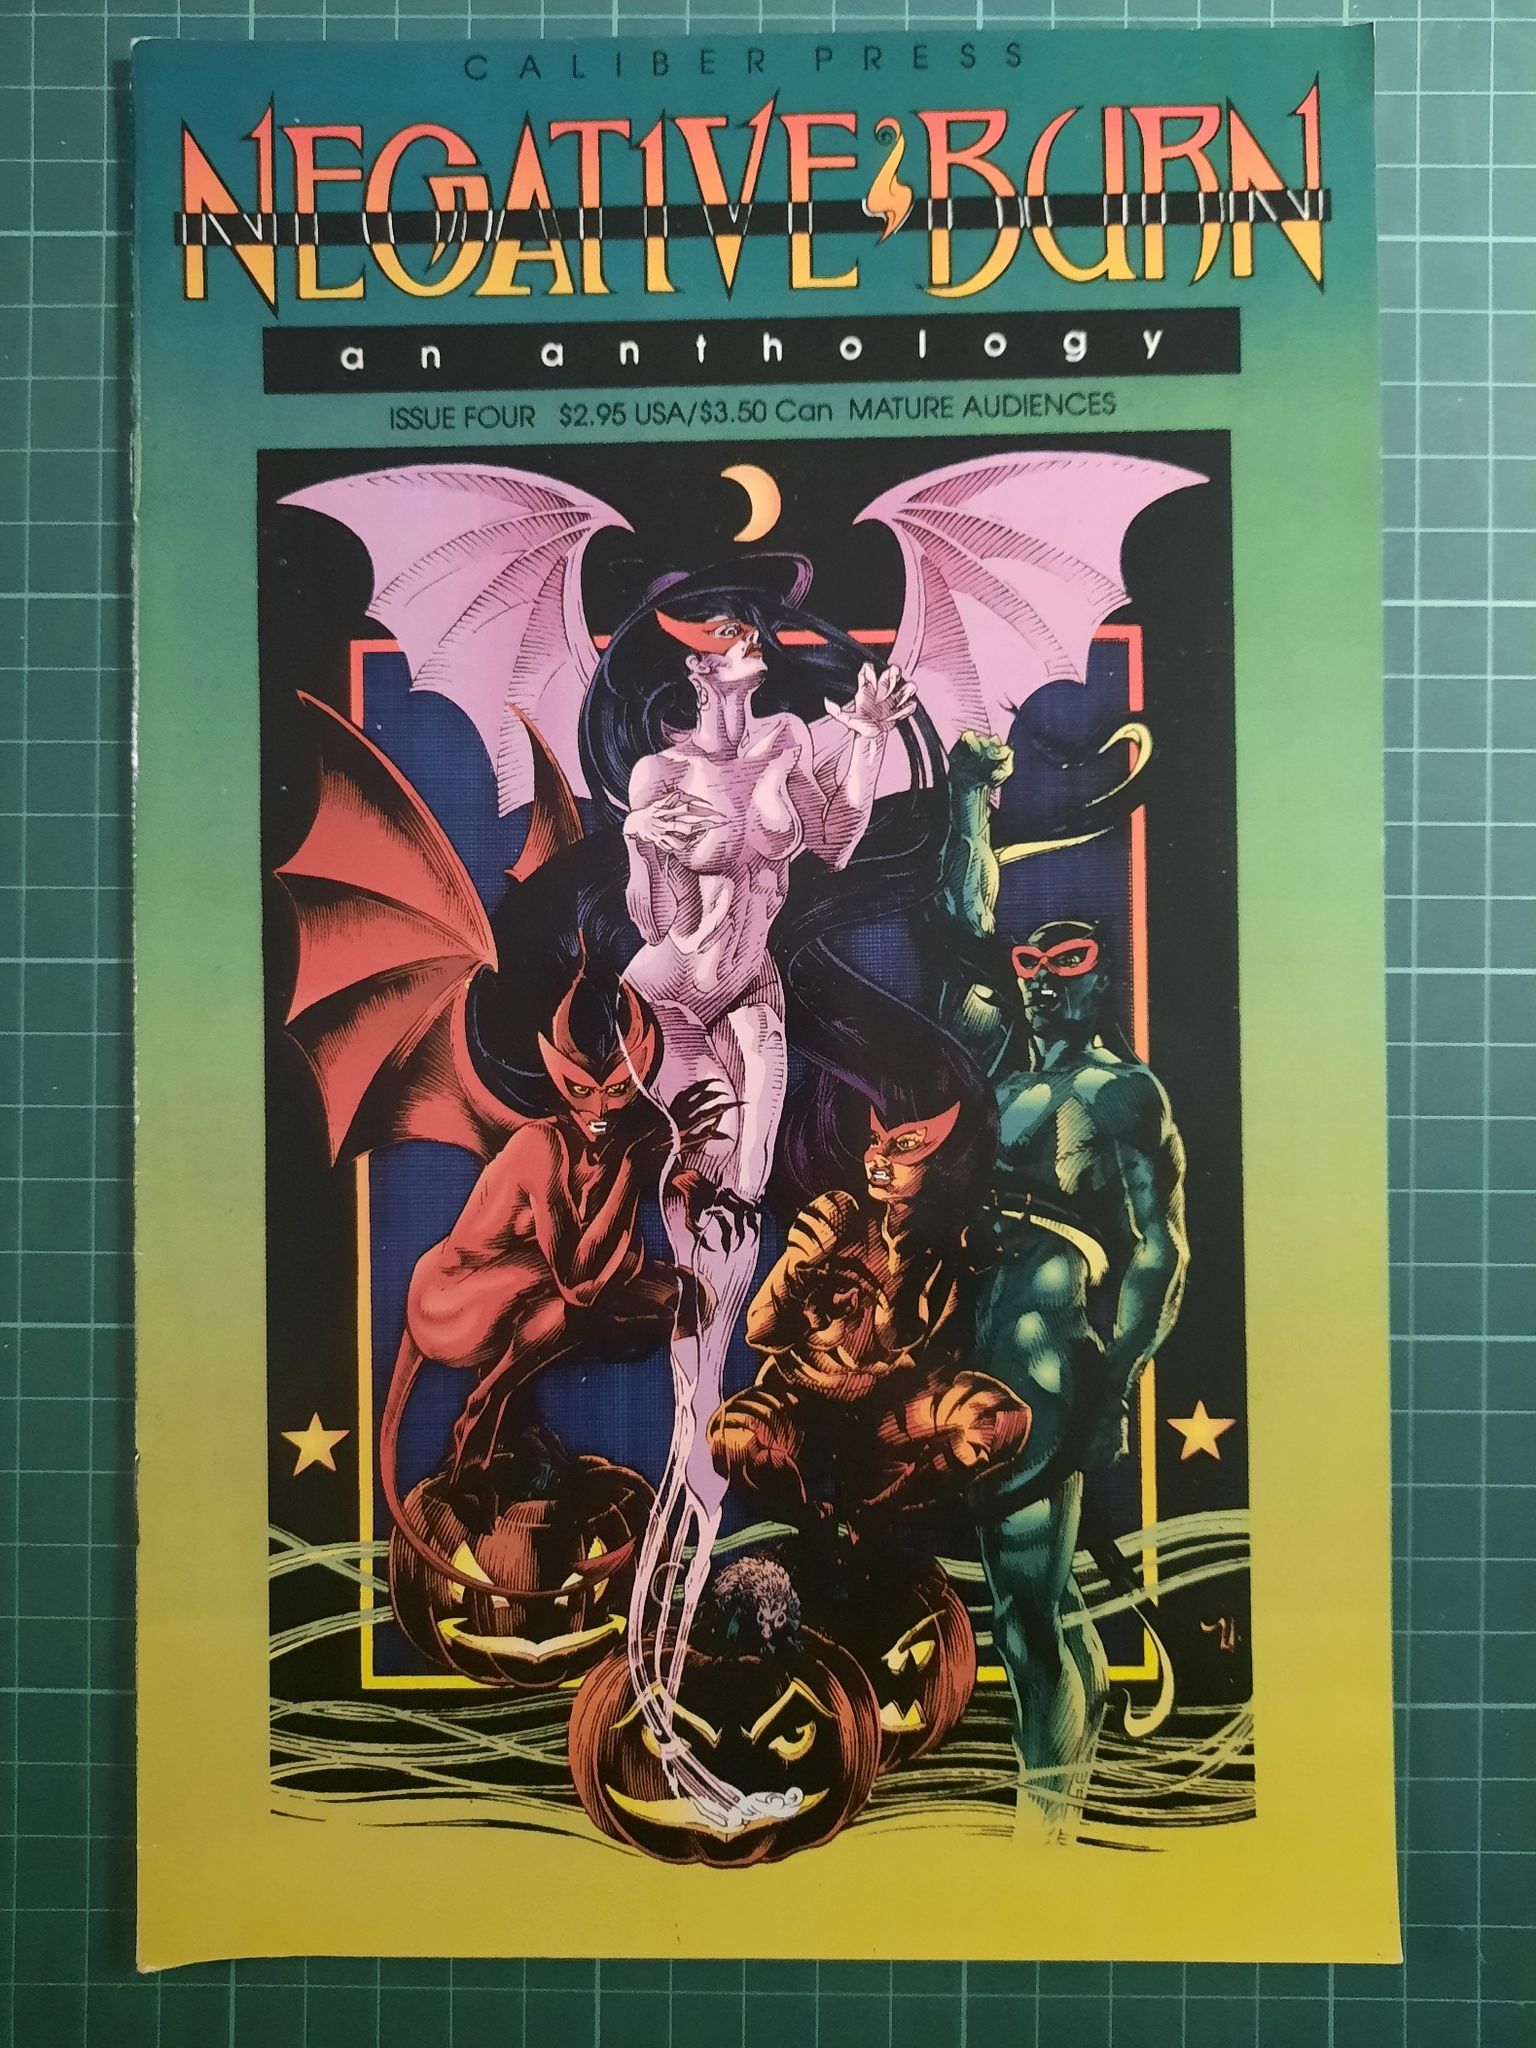 CALIBER PRESS
NEGATIVE BURN
an anthology
ISSUE FOUR $2.95 USA/$3.50 Can MATURE AUDIENCES